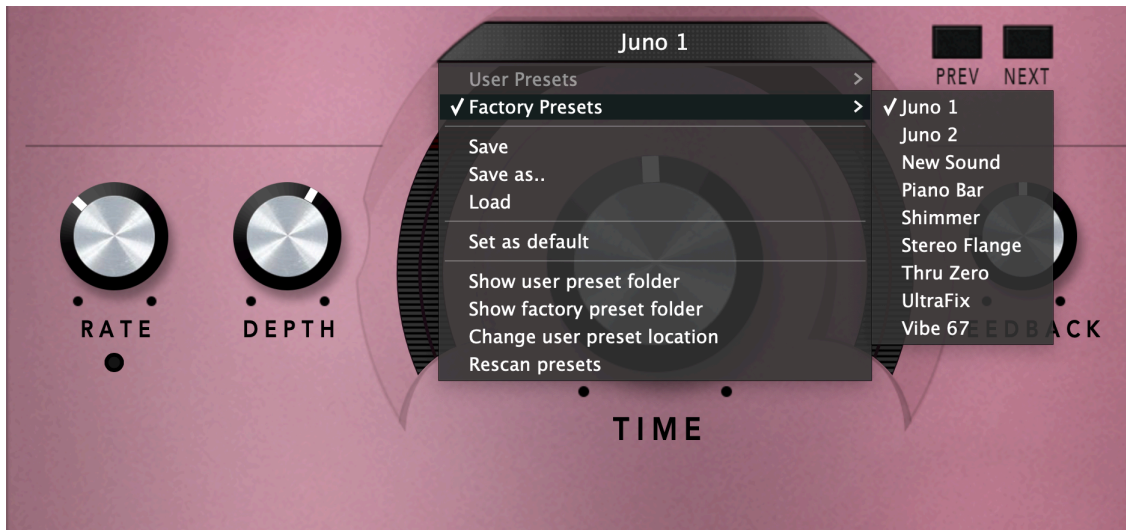 Juno 1
PREV NEXT
User Presets >
✓ Factory Presets >
Save
Save as..
Load
Set as default
Show user preset folder
Show factory preset folder
Change user preset location
Rescan presets
✓ Juno 1
Juno 2
New Sound
Piano Bar
Shimmer
Stereo Flange
Thru Zero
UltraFix
Vibe 67
RATE
DEPTH
TIME
EEDBACK